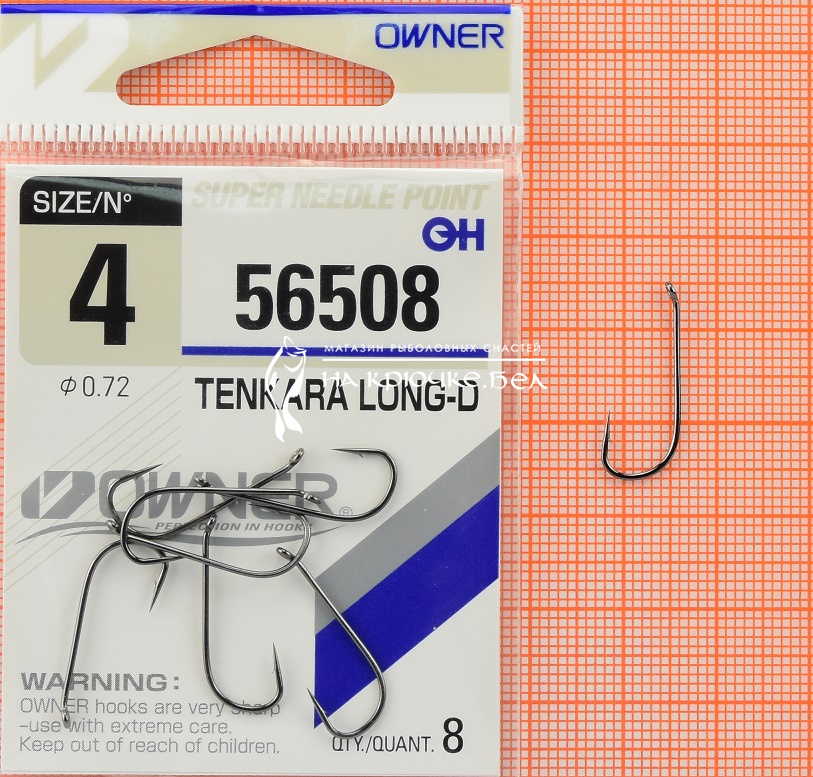 OWNER
SIZE/N°
SUPER NEEDLE POINT
4
56508
МАГАЗИН РЫБОЛОВНЫХ СНАСТЕЙ
НА КРЮЧКЕ.БЕЛ
φ0.72
TENKARA LONG-D
OWNER®
PERFECTION IN HOOKS
WARNING:
OWNER hooks are very sharp
-use with extreme care.
Keep out of reach of children.
QTY./QUANT. 8